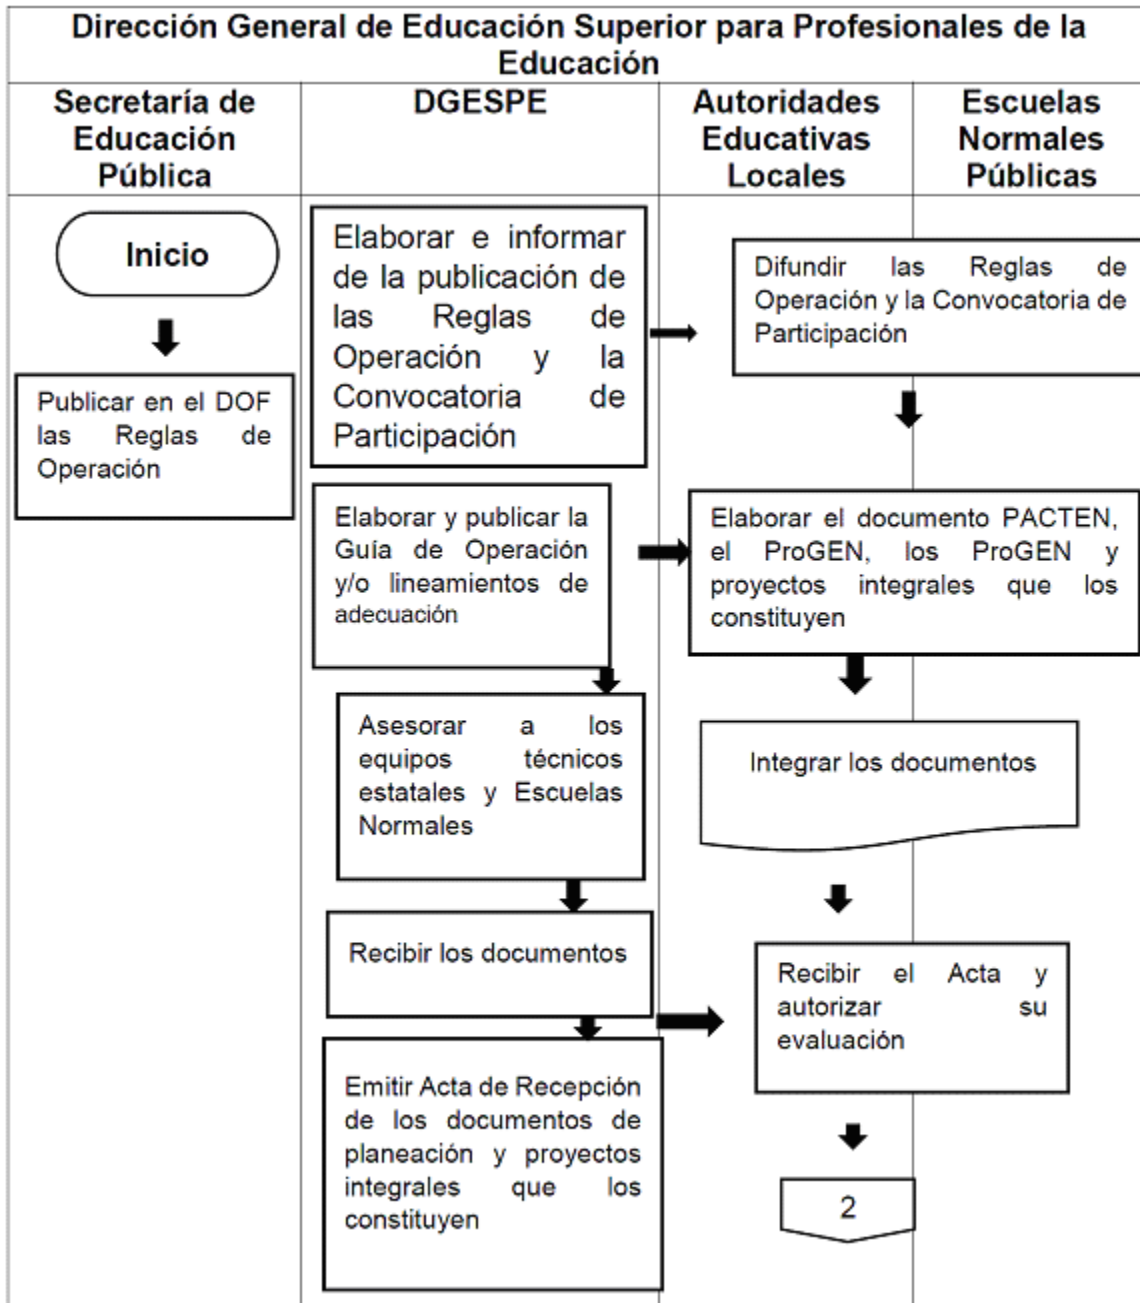 Dirección General de Educación Superior para Profesionales de la
Educación
Secretaría de
Educación
Pública
DGESPE
Autoridades
Educativas
Locales
Escuelas
Normales
Públicas
Inicio
Publicar en el DOF
las Reglas de
Operación
Elaborar e informar
de la publicación de
las Reglas de
Operación y la
Convocatoria de
Participación
Difundir las Reglas de
Operación y la Convocatoria de
Participación
Elaborar y publicar la
Guía de Operación
y/o lineamientos de
adecuación
Elaborar el documento PACTEN,
el ProGEN, los ProGEN y
proyectos integrales que los
constituyen
Asesorar a los
equipos técnicos
estatales y Escuelas
Normales
Integrar los documentos
Recibir los documentos
Recibir el Acta y
autorizar su
evaluación
Emitir Acta de Recepción
de los documentos de
planeación y proyectos
integrales que los
constituyen
2